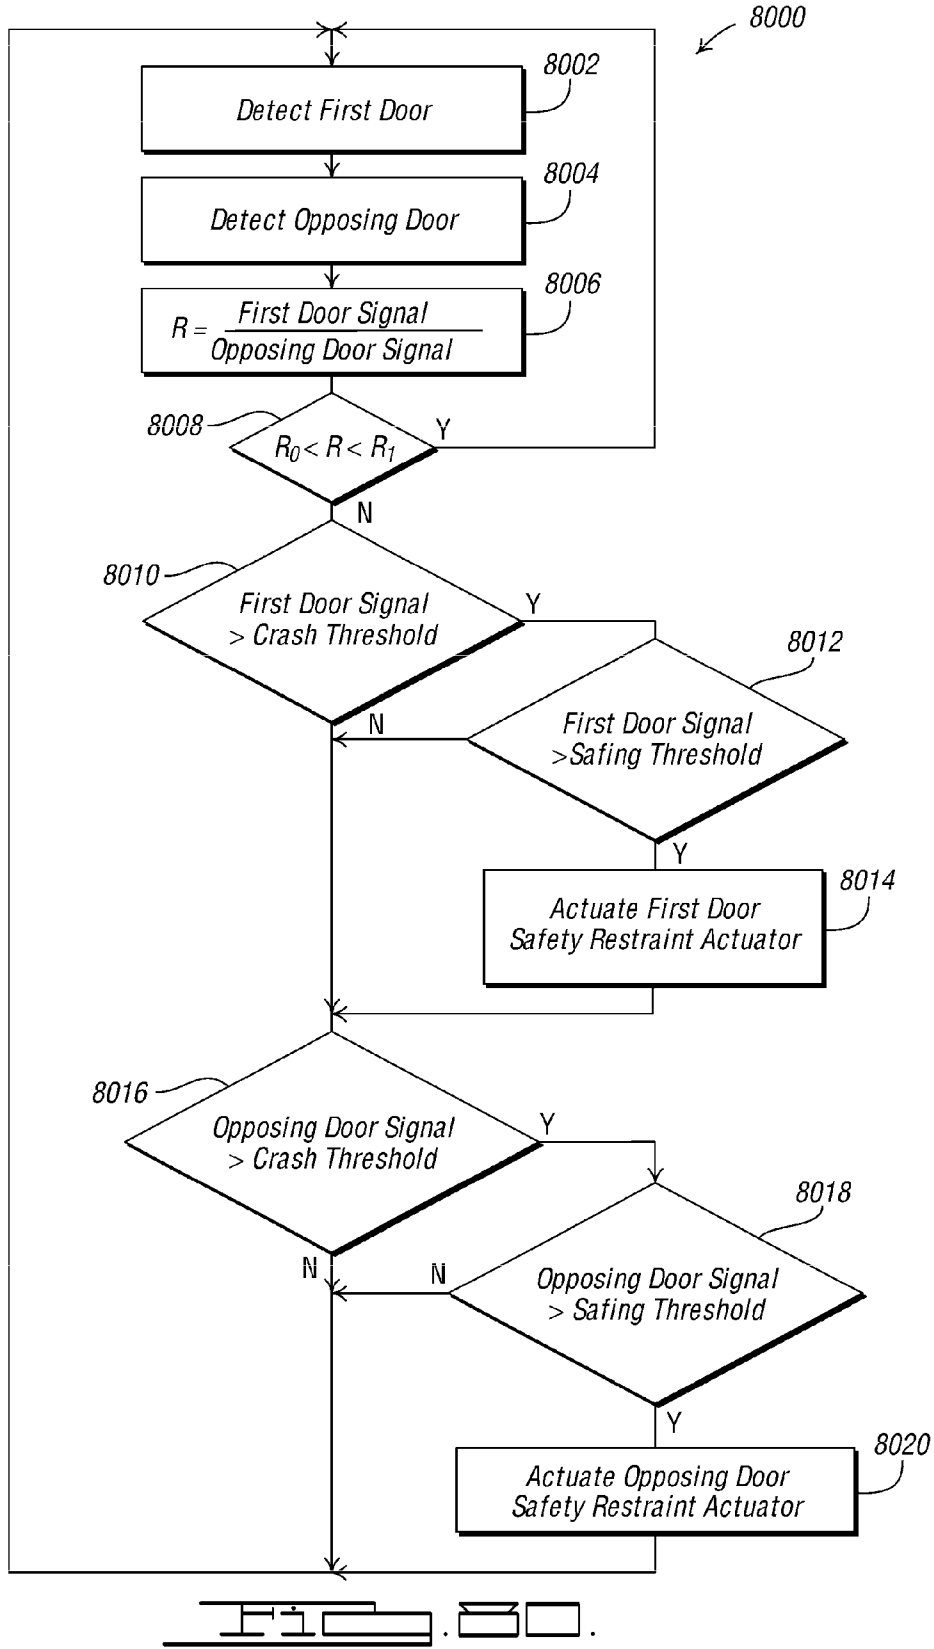 8000
8002
Detect First Door
8004
Detect Opposing Door
8006
R = First Door Signal
Opposing Door Signal
8008
R0 < R < R1
Y
N
8010
First Door Signal
> Crash Threshold
Y
N
8012
First Door Signal
>Safing Threshold
N
Y
8014
Actuate First Door
Safety Restraint Actuator
8016
Opposing Door Signal
> Crash Threshold
Y
N
8018
Opposing Door Signal
> Safing Threshold
N
Y
8020
Actuate Opposing Door
Safety Restraint Actuator